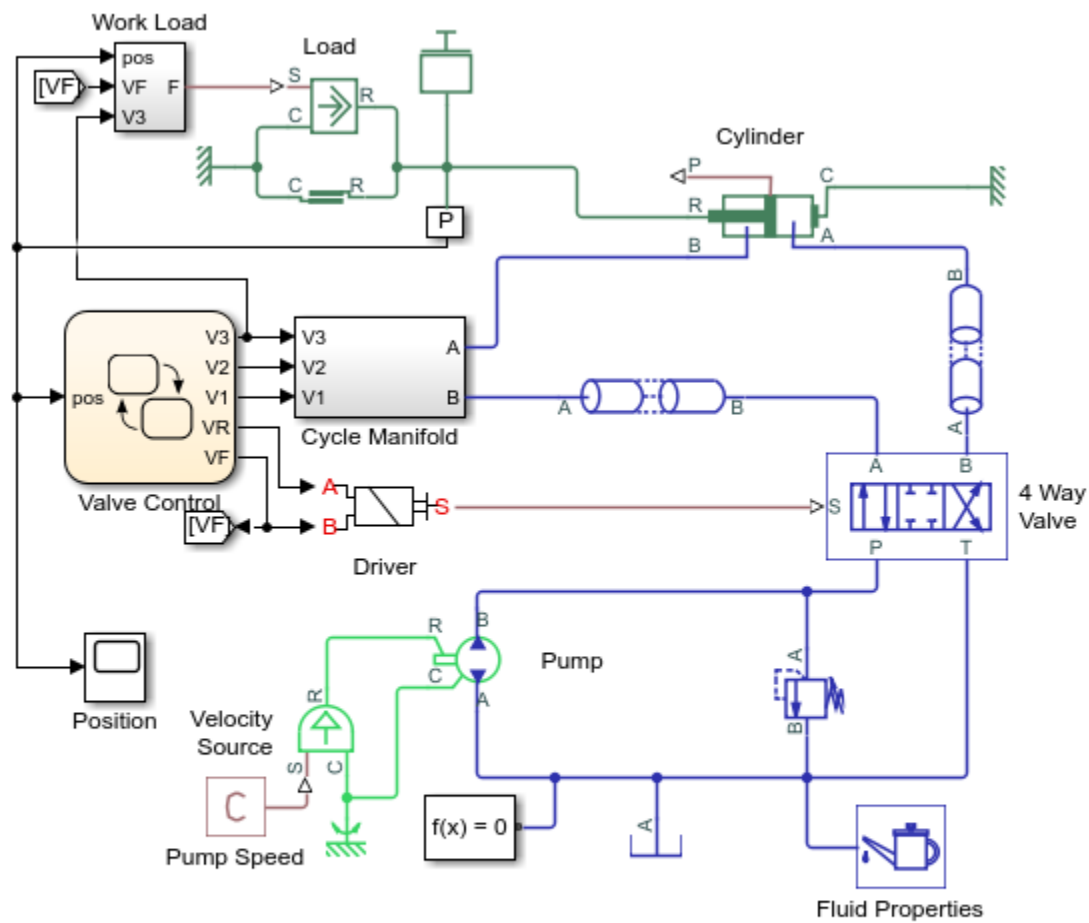 Work Load
pos
[VF]
VF
F
V3
Load
S
R
C
C
R
P
Cylinder
P
C
R
B
A
B
A
V3
V2
V1
VR
VF
pos
Valve Control
V3
V2
V1
A
B
Cycle Manifold
A
B
[VF]
A
B
S
Driver
A
B
S
P
T
4 Way
Valve
Position
Velocity
Source
R
S
C
C
Pump Speed
R
C
B
A
Pump
A
B
f(x) = 0
A
Fluid Properties